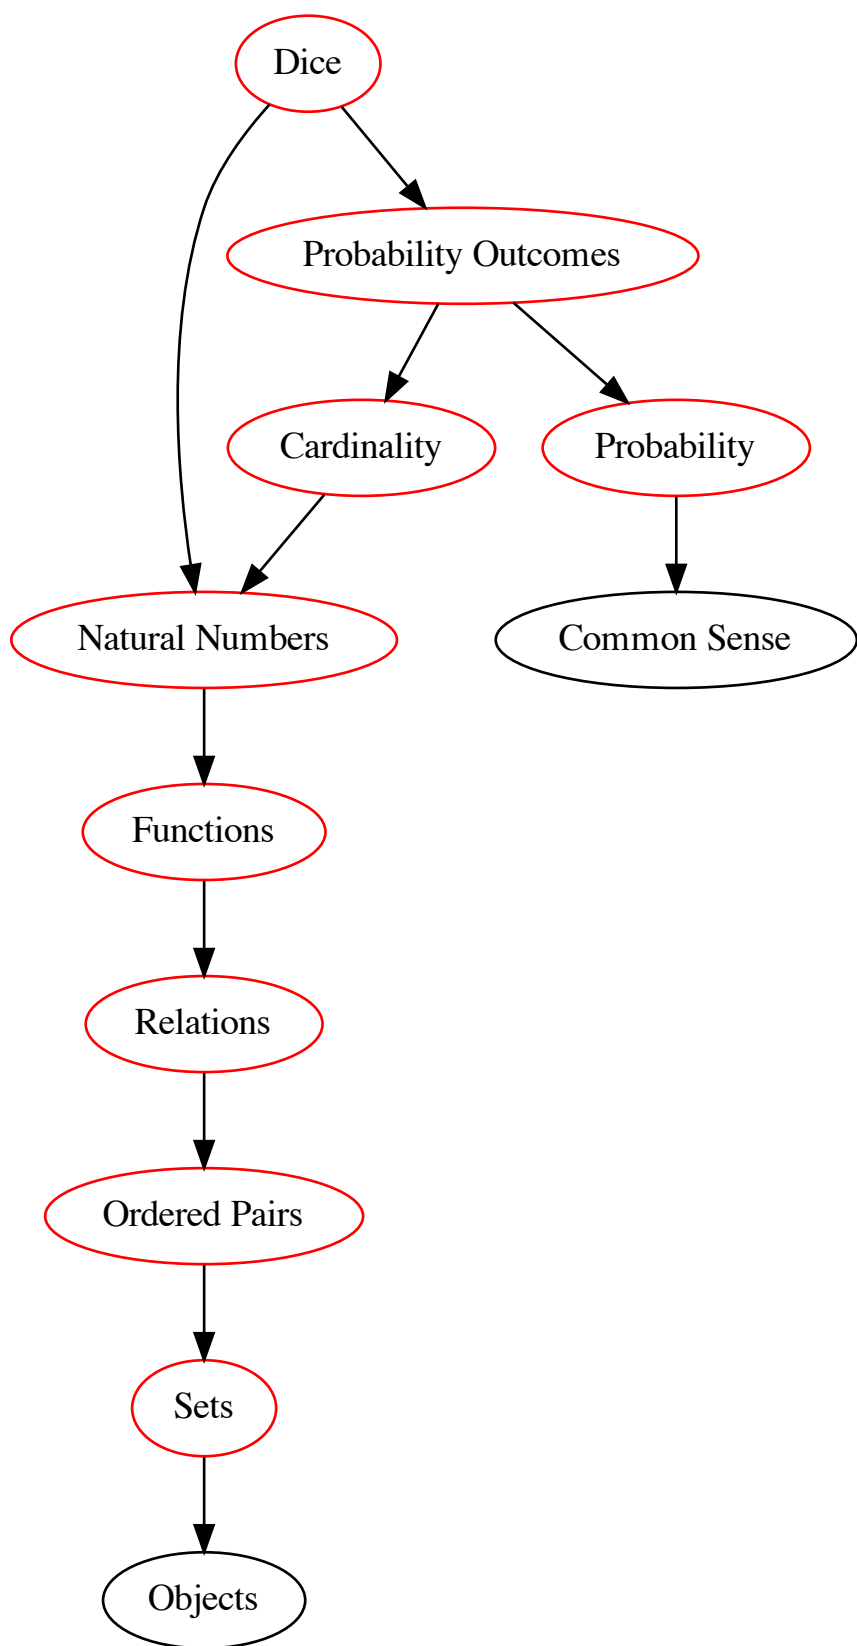 Dice
Probability Outcomes
Cardinality
Probability
Natural Numbers
Common Sense
Functions
Relations
Ordered Pairs
Sets
Objects